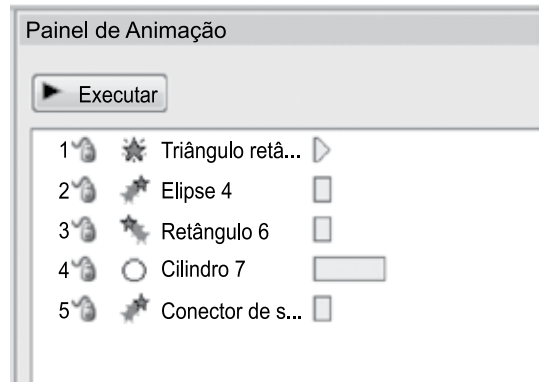 Painel de Animação
Executar
1 Triângulo retâ...
2 Elipse 4
3 Retângulo 6
4 Cilindro 7
5 Conector de s...